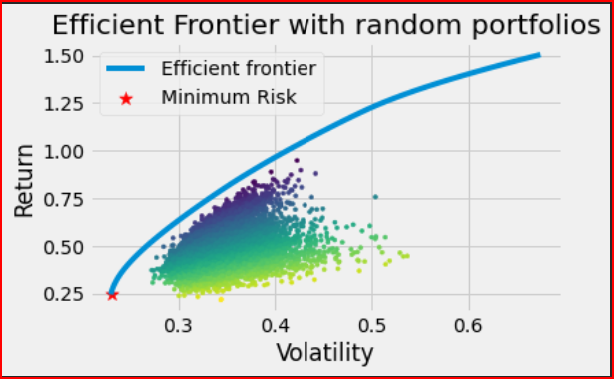 Efficient Frontier with random portfolios
1.50
Efficient frontier
Minimum Risk
1.25
1.00
0.75
0.50
0.25
Return
0.3 0.4 0.5 0.6
Volatility